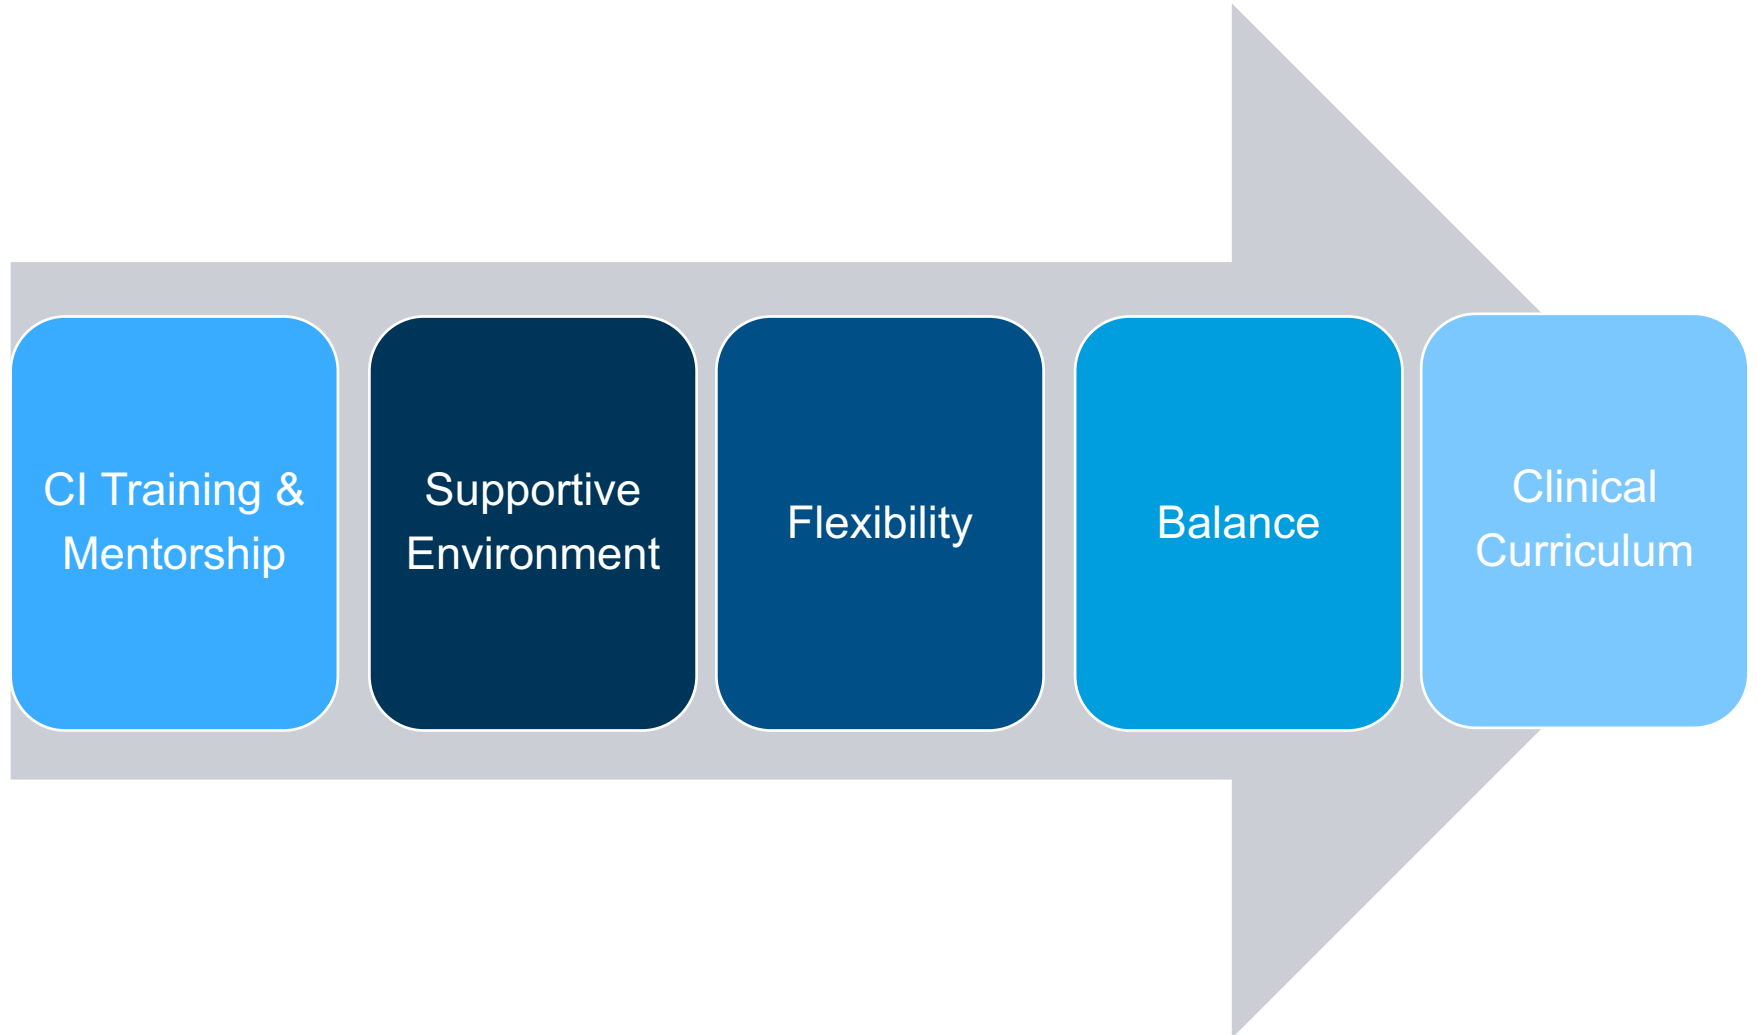 CI Training &
Mentorship
Supportive
Environment
Flexibility
Balance
Clinical
Curriculum